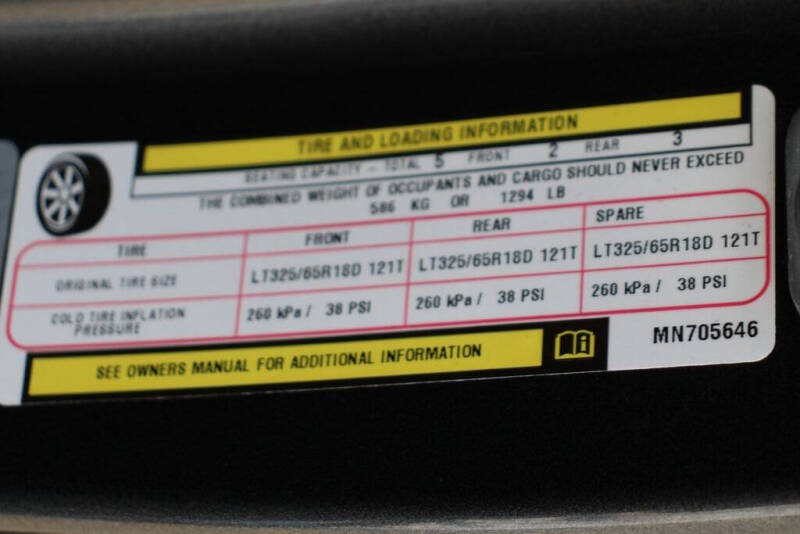 TIRE AND LOADING INFORMATION
SEATING CAPACITY - TOTAL 5 FRONT 2 REAR 3
THE COMBINED WEIGHT OF OCCUPANTS AND CARGO SHOULD NEVER EXCEED
586 KG OR 1294 LB
TIRE FRONT REAR SPARE
ORIGINAL TIRE SIZE LT325/65R18D 121T LT325/65R18D 121T LT325/65R18D 121T
COLD TIRE INFLATION PRESSURE 260 kPa / 38 PSI 260 kPa / 38 PSI 260 kPa / 38 PSI
SEE OWNERS MANUAL FOR ADDITIONAL INFORMATION
MN705646